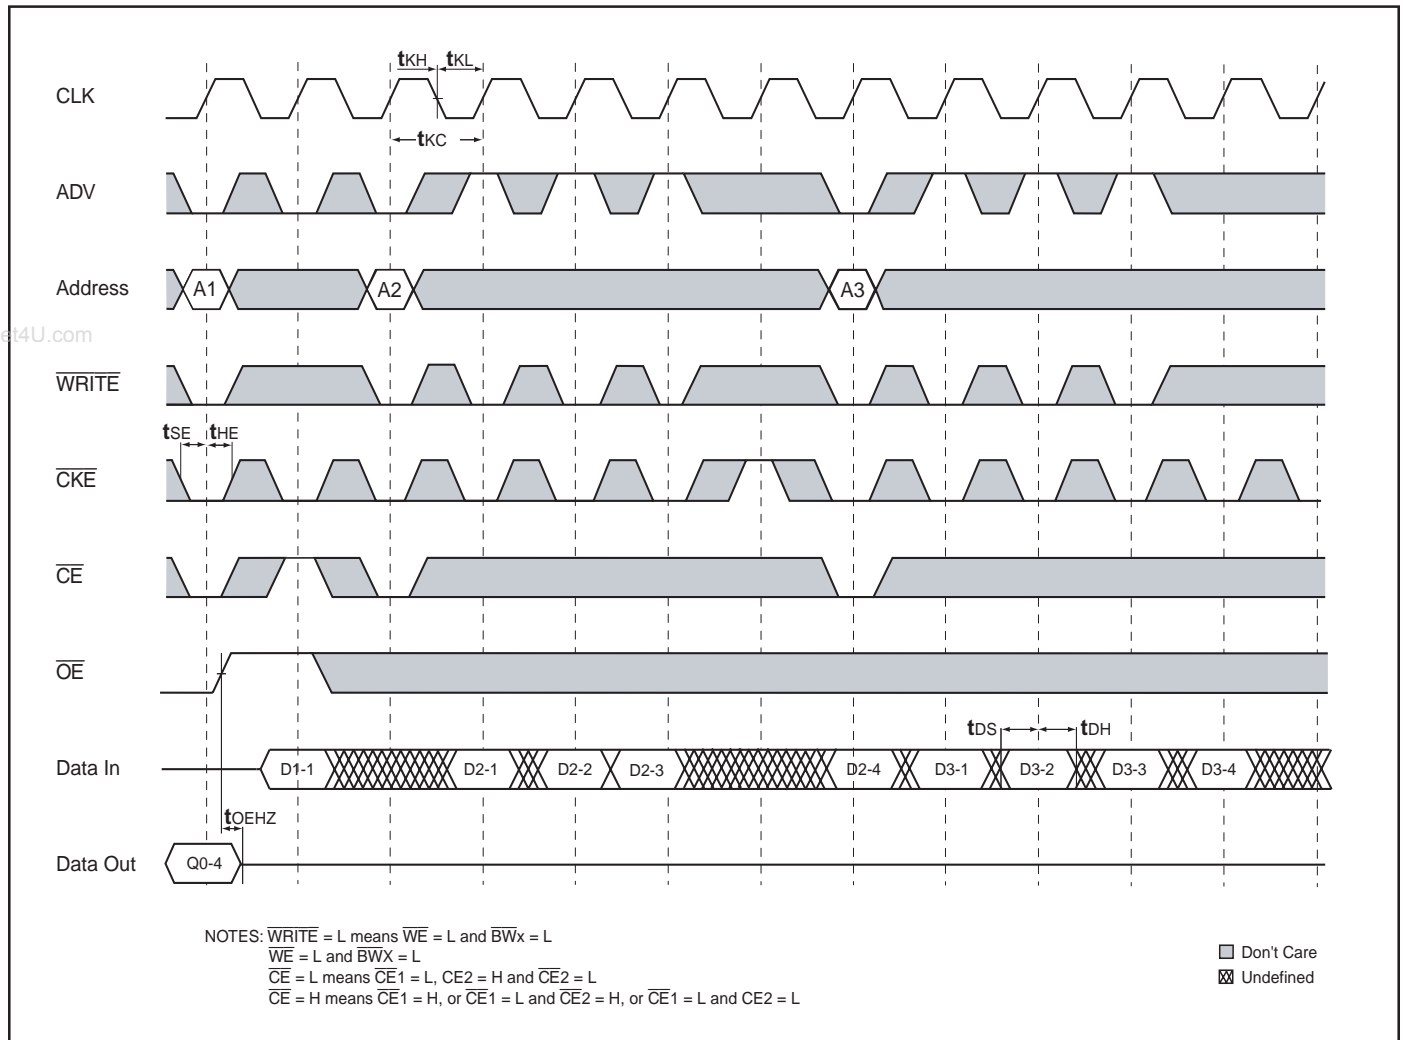 tKH tKL
CLK
tKC
ADV
Address A1 A2 A3
et4U.com
WRITE
tSE tHE
CKE
CE
OE
tDS tDH
Data In D1-1 D2-1 D2-2 D2-3 D2-4 D3-1 D3-2 D3-3 D3-4
tOEHZ
Data Out Q0-4
NOTES: WRITE = L means WE = L and BWx = L
WE = L and BWX = L
CE = L means CE1 = L, CE2 = H and CE2 = L
CE = H means CE1 = H, or CE1 = L and CE2 = H, or CE1 = L and CE2 = L
Don't Care
Undefined